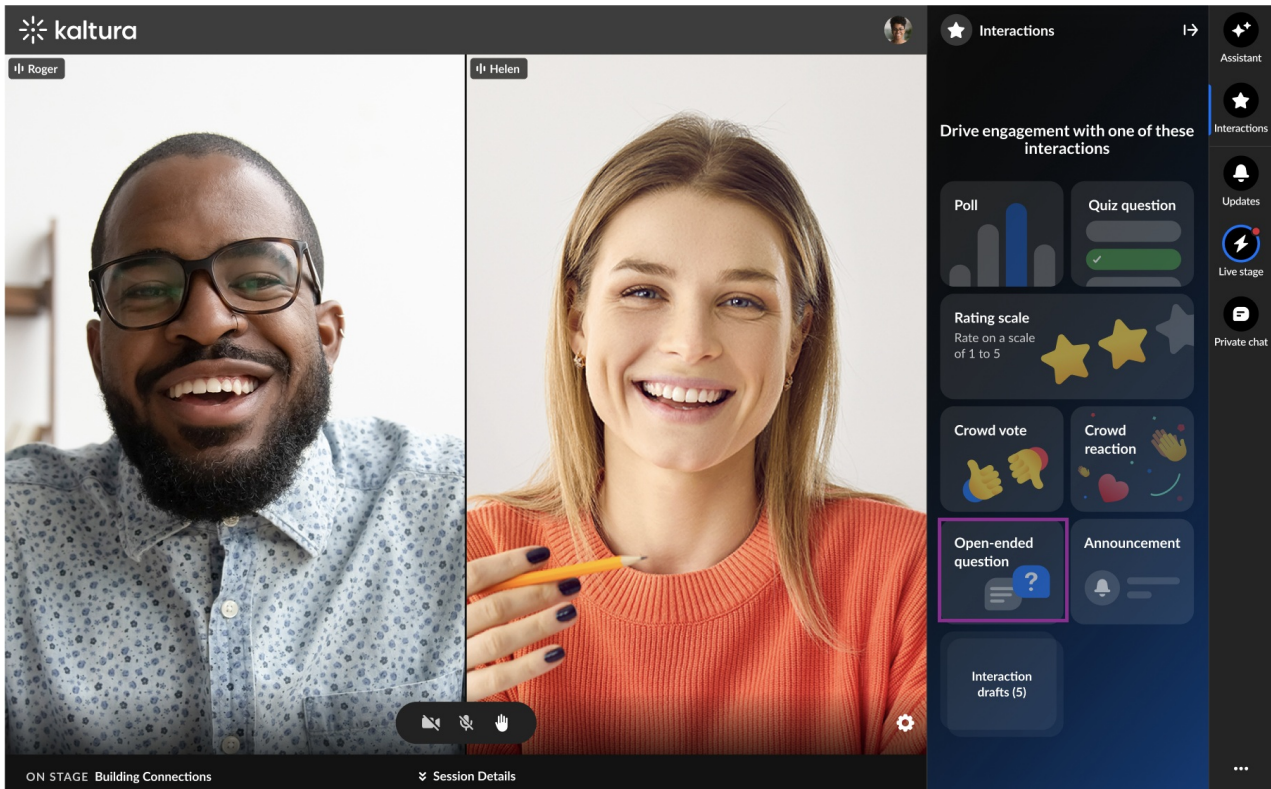 kaltura
Interactions
Assistant
Roger
Helen
Interactions
Drive engagement with one of these
interactions
Poll
Quiz question
Updates
Live stage
Rating scale
Rate on a scale
of 1 to 5
Private chat
Crowd vote
Crowd
reaction
Open-ended
question
?
Announcement
Interaction
drafts (5)
ON STAGE Building Connections
Session Details